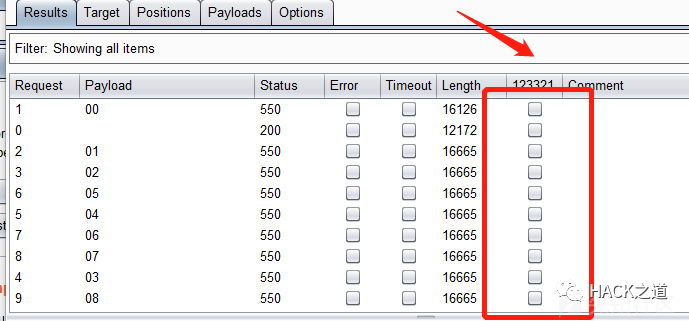 Results Target Positions Payloads Options
Filter: Showing all items
Request Payload Status Error Timeout Length 123321 Comment
1 00 550 16126
0 200 12172
2 01 550 16665
3 02 550 16665
6 05 550 16665
5 04 550 16665
7 06 550 16665
8 07 550 16665
4 03 550 16665
9 08 550 16665
HACK之道